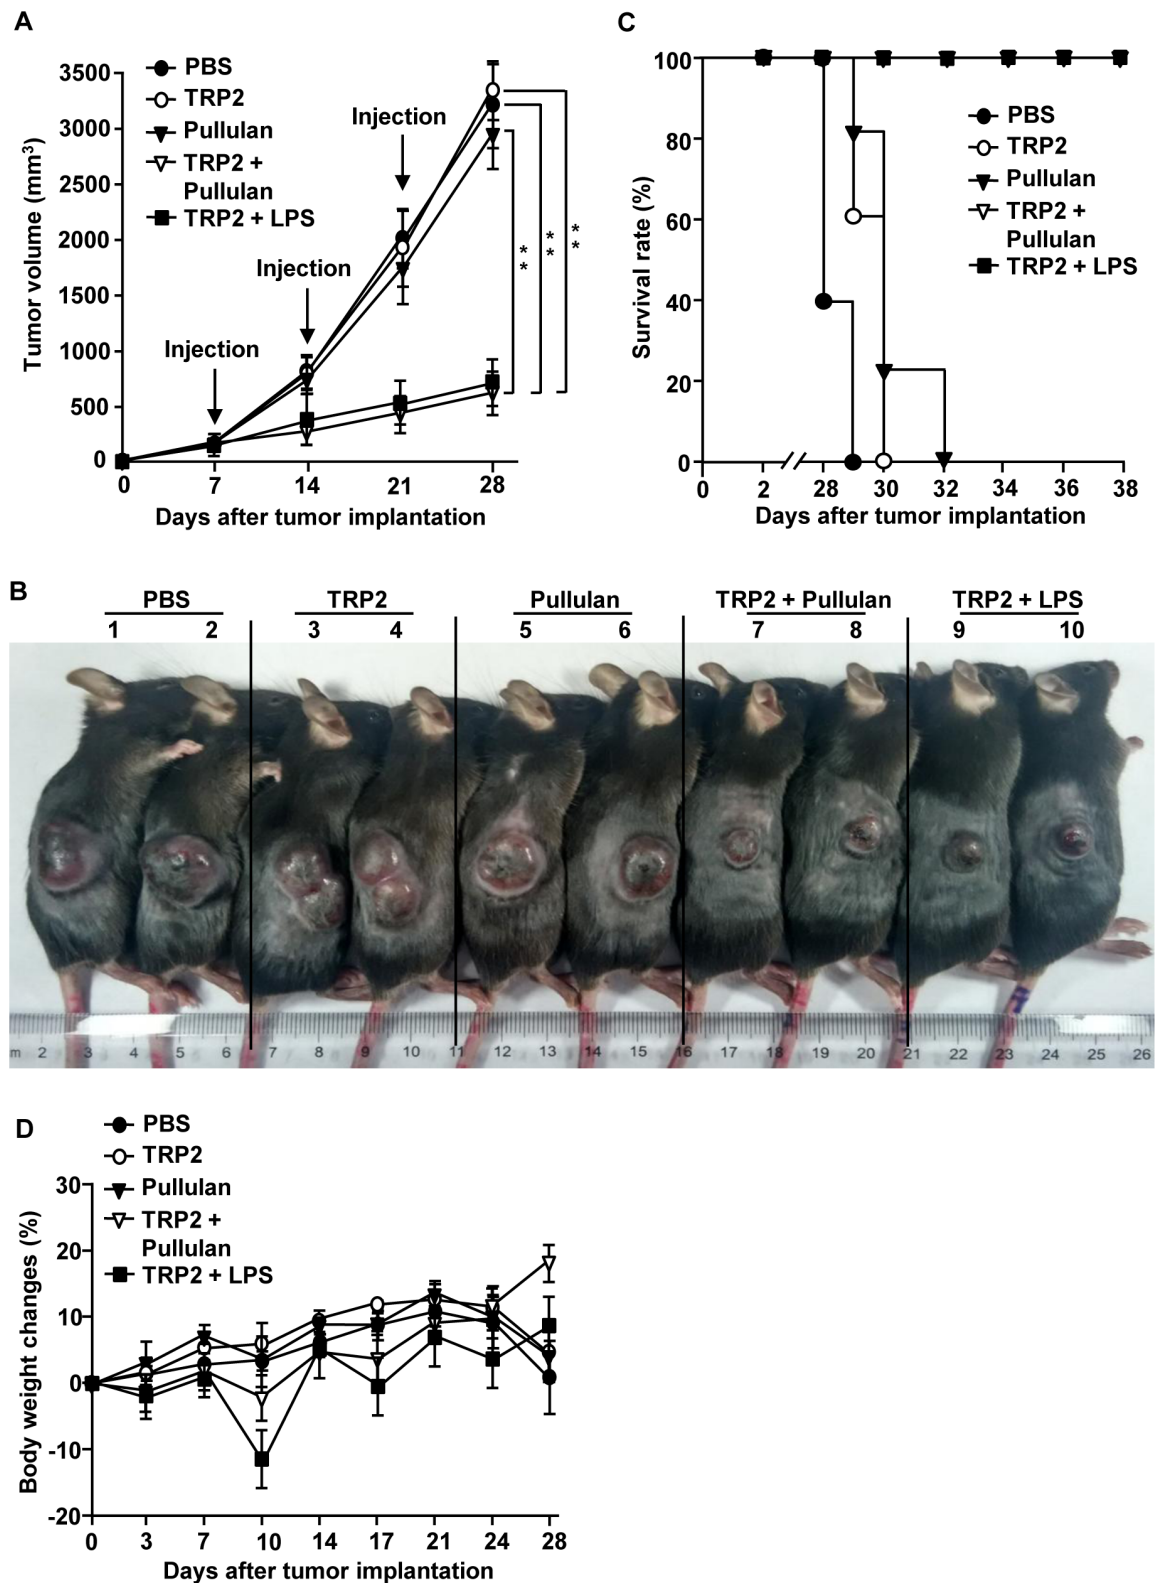 A
Tumor volume (mm³)
3500
3000
2500
2000
1500
1000
500
0
PBS
TRP2
Pullulan
TRP2 +
Pullulan
TRP2 + LPS
Injection
Injection
Injection
**
**
**
0 7 14 21 28
Days after tumor implantation
C
Survival rate (%)
100
80
60
40
20
0
PBS
TRP2
Pullulan
TRP2 +
Pullulan
TRP2 + LPS
0 2 28 30 32 34 36 38
Days after tumor implantation
B
PBS TRP2 Pullulan TRP2 + Pullulan TRP2 + LPS
1 2 3 4 5 6 7 8 9 10
m 2 3 4 5 6 7 8 9 10 11 12 13 14 15 16 17 18 19 20 21 22 23 24 25 26
D
PBS
TRP2
Pullulan
TRP2 +
Pullulan
TRP2 + LPS
Body weight changes (%)
30
20
10
0
-10
-20
0 3 7 10 14 17 21 24 28
Days after tumor implantation